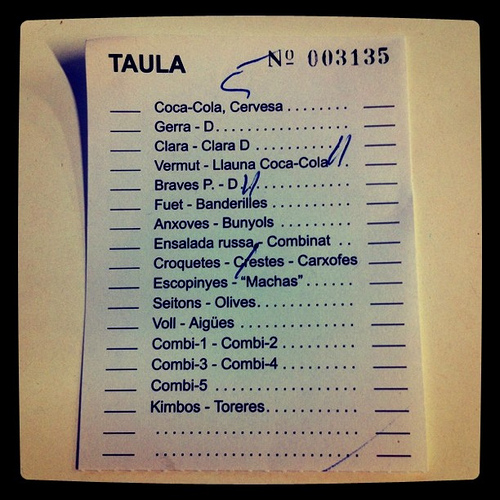 TAULA Nº 003135
5
Coca-Cola, Cervesa ........
Gerra - D..................
Clara - Clara D ..............
Vermut - Llauna Coca-Cola ..
Braves P. - D ..............
Fuet - Banderilles ............
Anxoves - Bunyols ..........
Ensalada russa - Combinat ..
Croquetes - Crestes - Carxofes
Escopinyes - “Machas” ......
Seitons - Olives..............
Voll - Aigües ................
Combi-1 - Combi-2 ..........
Combi-3 - Combi-4 ..........
Combi-5 ....................
Kimbos - Toreres............
............................
............................